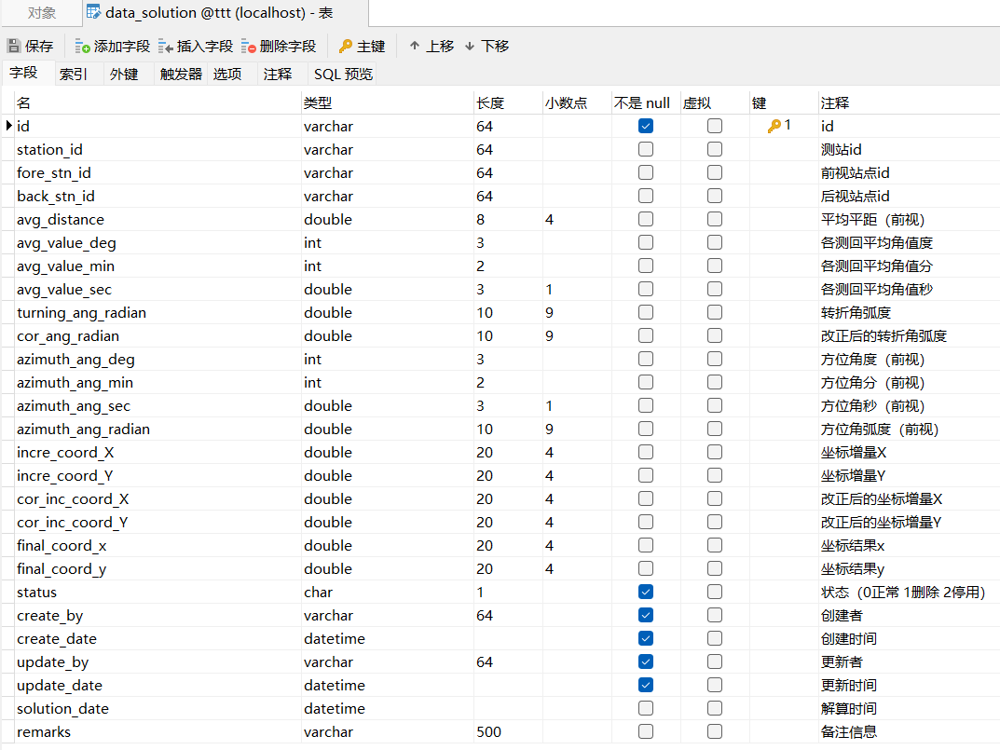 对象 data_solution @ttt (localhost) - 表
保存 添加字段 插入字段 删除字段 主键 上移 下移
字段 索引 外键 触发器 选项 注释 SQL 预览
名 类型 长度 小数点 不是 null 虚拟 键 注释
id varchar 64 1 id
station_id varchar 64 测站id
fore_stn_id varchar 64 前视站点id
back_stn_id varchar 64 后视站点id
avg_distance double 8 4 平均平距（前视）
avg_value_deg int 3 各测回平均角值度
avg_value_min int 2 各测回平均角值分
avg_value_sec double 3 1 各测回平均角值秒
turning_ang_radian double 10 9 转折角弧度
cor_ang_radian double 10 9 改正后的转折角弧度
azimuth_ang_deg int 3 方位角度（前视）
azimuth_ang_min int 2 方位角分（前视）
azimuth_ang_sec double 3 1 方位角秒（前视）
azimuth_ang_radian double 10 9 方位角弧度（前视）
incre_coord_X double 20 4 坐标增量X
incre_coord_Y double 20 4 坐标增量Y
cor_inc_coord_X double 20 4 改正后的坐标增量X
cor_inc_coord_Y double 20 4 改正后的坐标增量Y
final_coord_x double 20 4 坐标结果x
final_coord_y double 20 4 坐标结果y
status char 1 状态（0正常 1删除 2停用）
create_by varchar 64 创建者
create_date datetime 创建时间
update_by varchar 64 更新者
update_date datetime 更新时间
solution_date datetime 解算时间
remarks varchar 500 备注信息